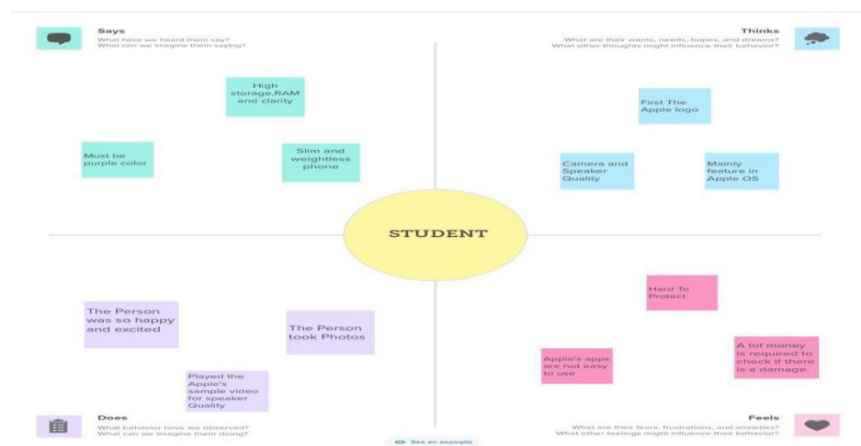 Says
What have we heard them say?
What can we imagine them saying?
Thinks
What are their wants, needs, hopes, and dreams?
What other thoughts might influence their behavior?
High
storage,RAM
and clarity
Must be
purple color
Slim and
weightless
phone
First The
Apple logo
Camera and
Speaker
Quality
Mainly
feature in
Apple OS
STUDENT
The Person
was so happy
and excited
The Person
took Photos
Played the
Apple's
sample video
for speaker
Quality
Hard To
Protect
Apple's apps
are not easy
to use
A lot money
is required to
check if there
is a damage.
Does
What behavior have we observed?
What can we imagine them doing?
Feels
What are their fears, frustrations, and anxieties?
What other feelings might influence their behavior?
See an example